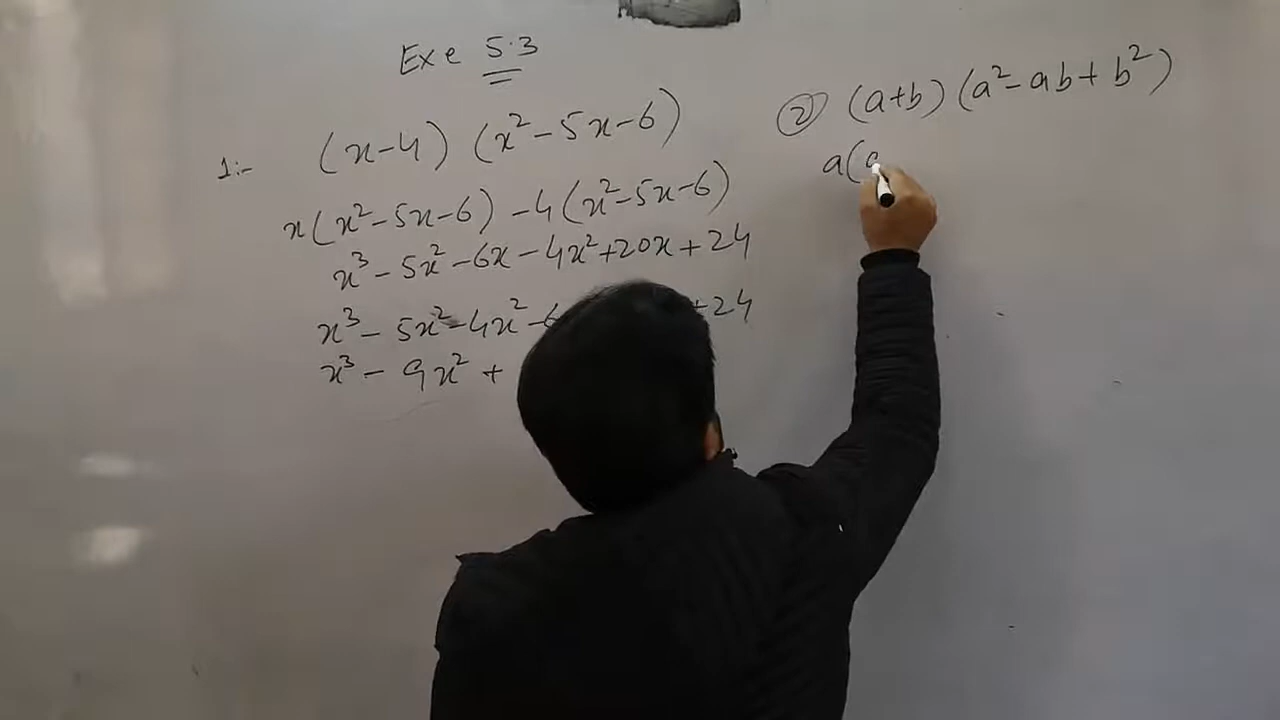 Exe 5.3
1:- (x-4) (x² - 5x - 6)
x(x² - 5x - 6) - 4(x² - 5x - 6)
x³ - 5x² - 6x - 4x² + 20x + 24
x³ - 5x² - 4x² - 6 +24
x³ - 9x² +
② (a+b) (a² - ab + b²)
a(